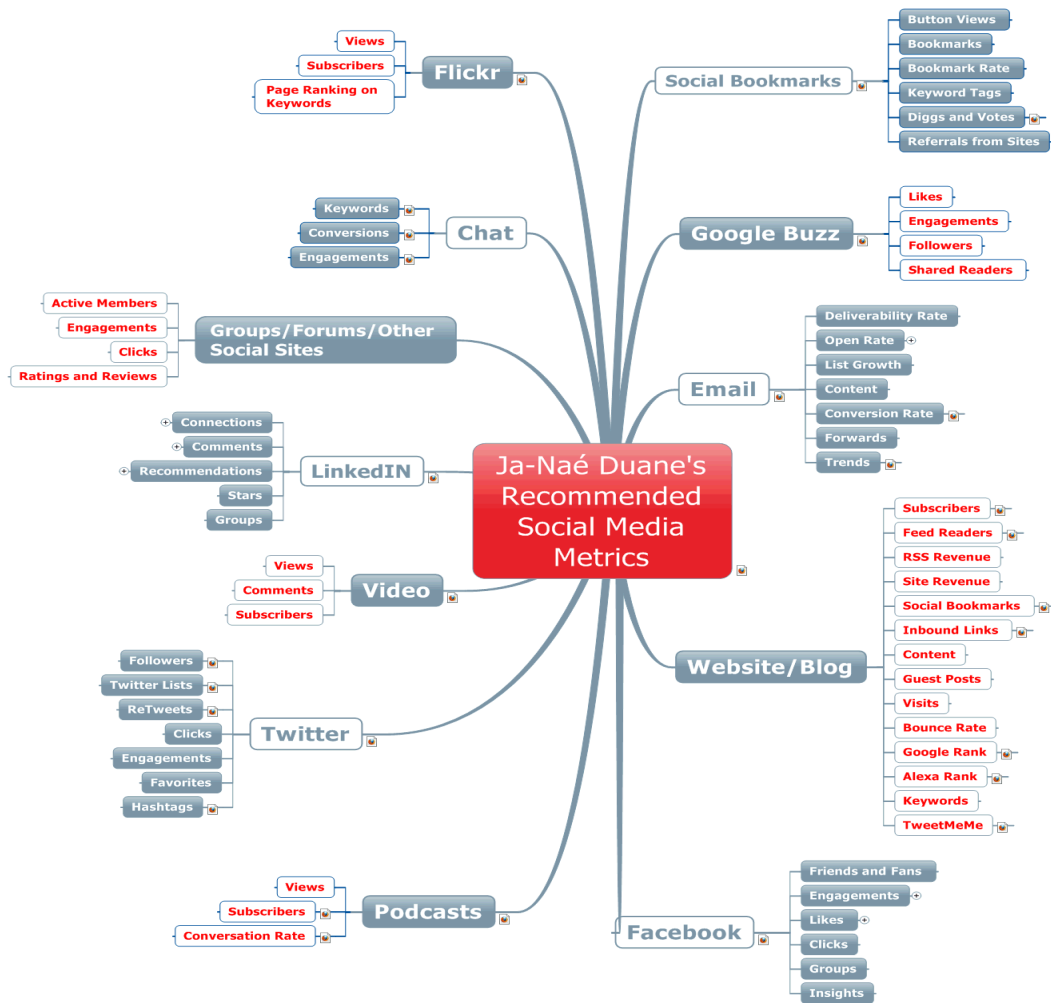 Ja-Naé Duane's
Recommended
Social Media
Metrics
Flickr
Views
Subscribers
Page Ranking on
Keywords
Chat
Keywords
Conversions
Engagements
Groups/Forums/Other
Social Sites
Active Members
Engagements
Clicks
Ratings and Reviews
LinkedIN
Connections
Comments
Recommendations
Stars
Groups
Video
Views
Comments
Subscribers
Twitter
Followers
Twitter Lists
ReTweets
Clicks
Engagements
Favorites
Hashtags
Podcasts
Views
Subscribers
Conversation Rate
Social Bookmarks
Button Views
Bookmarks
Bookmark Rate
Keyword Tags
Diggs and Votes
Referrals from Sites
Google Buzz
Likes
Engagements
Followers
Shared Readers
Email
Deliverability Rate
Open Rate
List Growth
Content
Conversion Rate
Forwards
Trends
Website/Blog
Subscribers
Feed Readers
RSS Revenue
Site Revenue
Social Bookmarks
Inbound Links
Content
Guest Posts
Visits
Bounce Rate
Google Rank
Alexa Rank
Keywords
TweetMeMe
Facebook
Friends and Fans
Engagements
Likes
Clicks
Groups
Insights